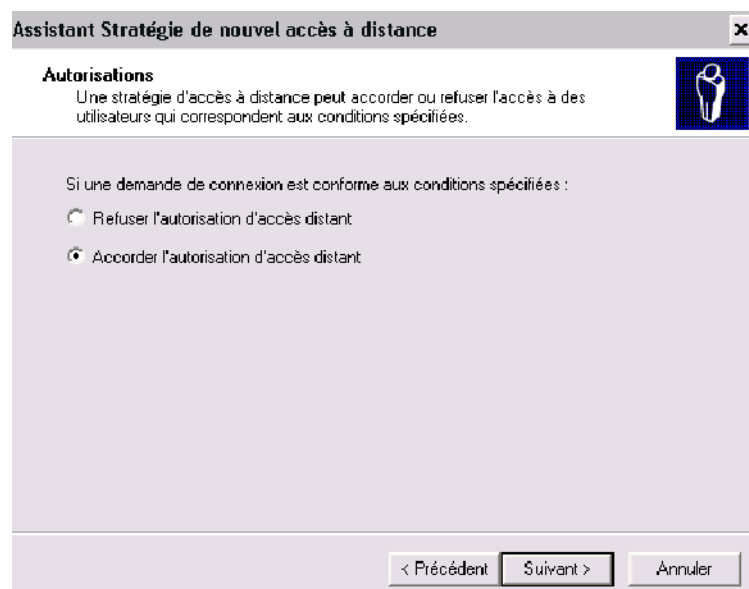 Assistant Stratégie de nouvel accès à distance
Autorisations
Une stratégie d'accès à distance peut accorder ou refuser l'accès à des
utilisateurs qui correspondent aux conditions spécifiées.
Si une demande de connexion est conforme aux conditions spécifiées :
Refuser l'autorisation d'accès distant
Accorder l'autorisation d'accès distant
< Précédent Suivant > Annuler